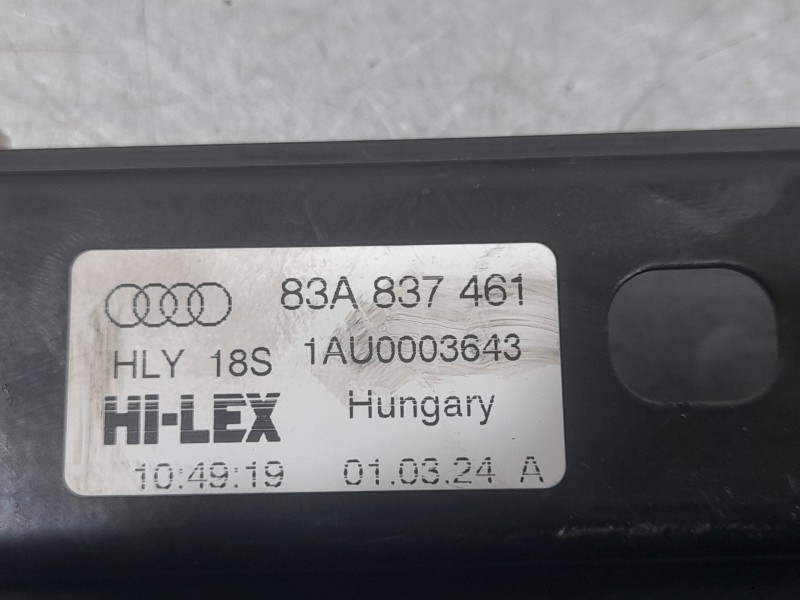 83A 837 461
HLY 18S 1AU0003643
HI-LEX Hungary
10:49:19 01.03.24 A